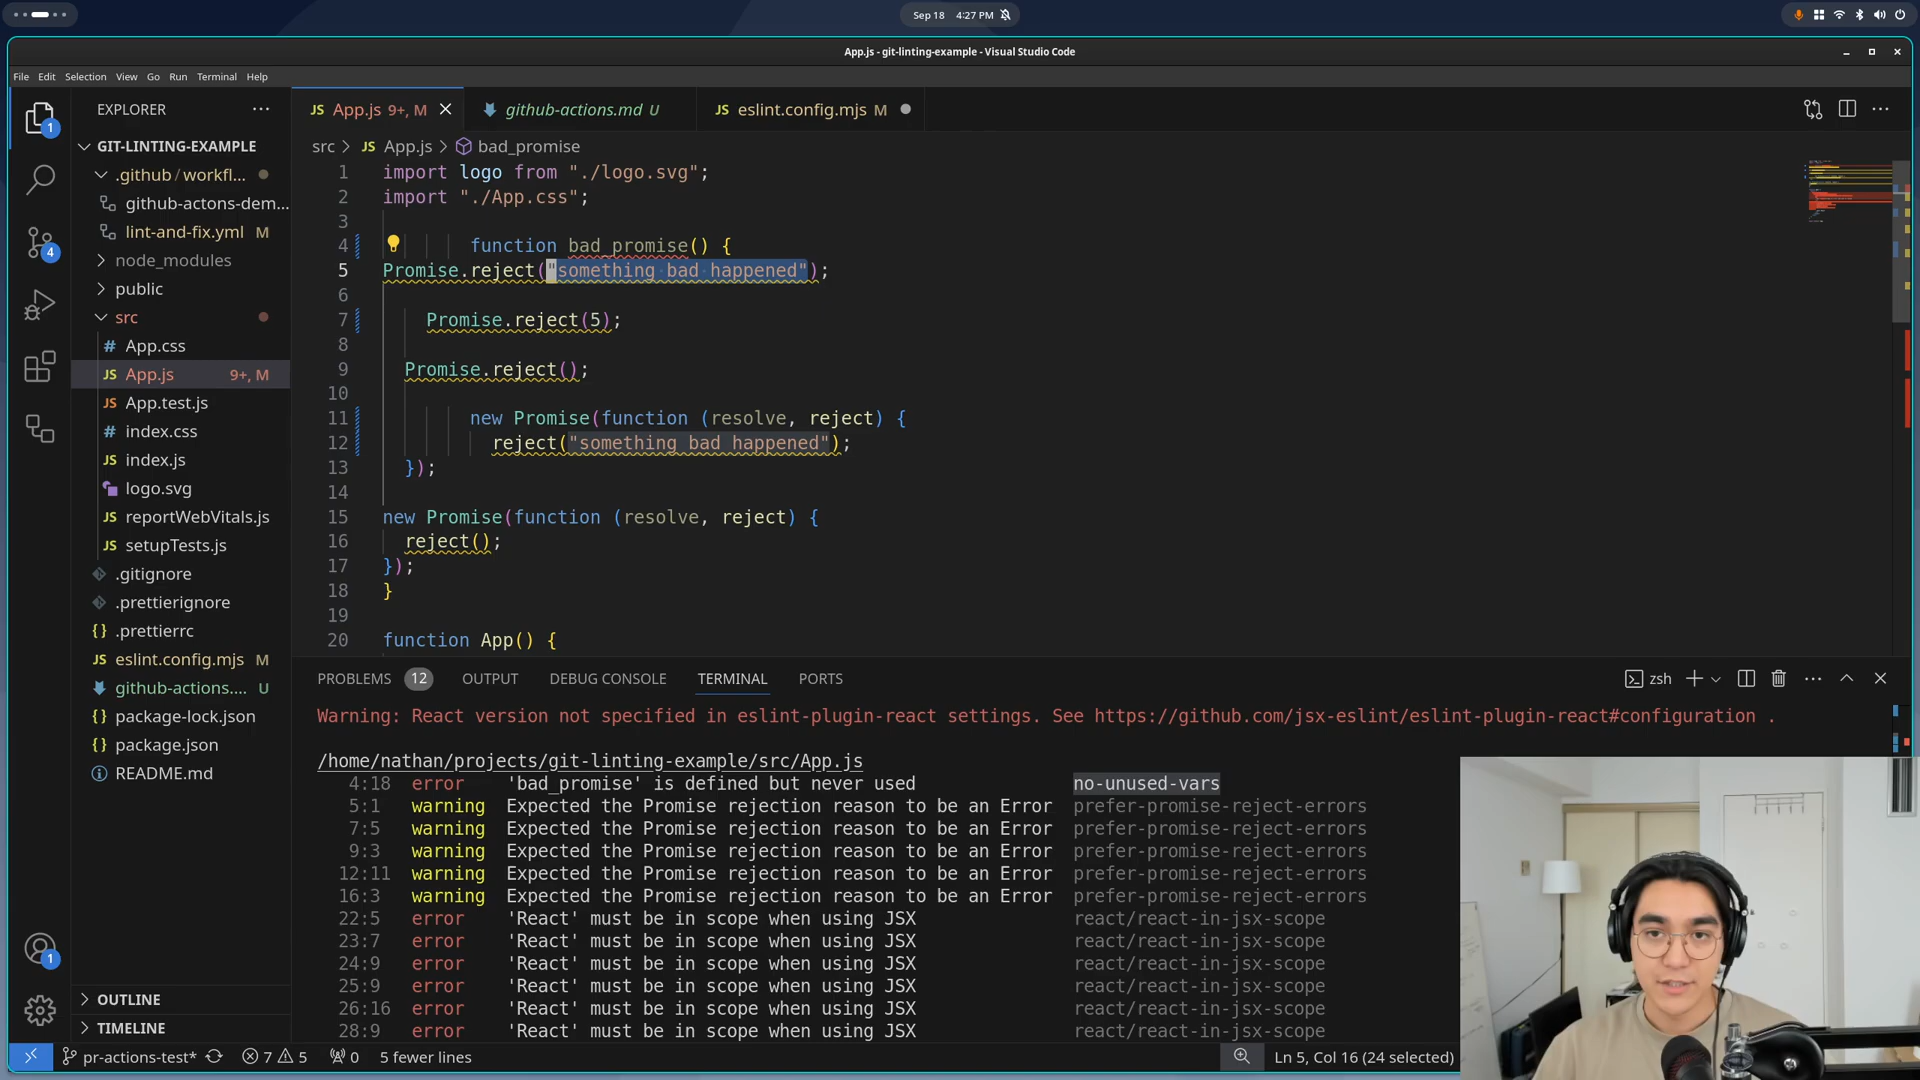 Sep 18 4:27 PM
App.js - git-linting-example - Visual Studio Code
File Edit Selection View Go Run Terminal Help
EXPLORER
App.js 9+, M
github-actions.md U
eslint.config.mjs M
GIT-LINTING-EXAMPLE
.github / workfl...
github-actons-dem...
lint-and-fix.yml M
node_modules
public
src
App.css
App.js 9+, M
App.test.js
index.css
index.js
logo.svg
reportWebVitals.js
setupTests.js
.gitignore
.prettierignore
.prettierrc
eslint.config.mjs M
github-actions.... U
package-lock.json
package.json
README.md
OUTLINE
TIMELINE
1
4
1
src > JS App.js > bad_promise
1 import logo from "./logo.svg";
2 import "./App.css";
3
4 function bad_promise() {
5 Promise.reject("something bad happened");
6
7 Promise.reject(5);
8
9 Promise.reject();
10
11 new Promise(function (resolve, reject) {
12 reject("something bad happened");
13 });
14
15 new Promise(function (resolve, reject) {
16 reject();
17 });
18 }
19
20 function App() {
PROBLEMS 12 OUTPUT DEBUG CONSOLE TERMINAL PORTS
zsh
Warning: React version not specified in eslint-plugin-react settings. See https://github.com/jsx-eslint/eslint-plugin-react#configuration .
/home/nathan/projects/git-linting-example/src/App.js
4:18 error 'bad_promise' is defined but never used no-unused-vars
5:1 warning Expected the Promise rejection reason to be an Error prefer-promise-reject-errors
7:5 warning Expected the Promise rejection reason to be an Error prefer-promise-reject-errors
9:3 warning Expected the Promise rejection reason to be an Error prefer-promise-reject-errors
12:11 warning Expected the Promise rejection reason to be an Error prefer-promise-reject-errors
16:3 warning Expected the Promise rejection reason to be an Error prefer-promise-reject-errors
22:5 error 'React' must be in scope when using JSX react/react-in-jsx-scope
23:7 error 'React' must be in scope when using JSX react/react-in-jsx-scope
24:9 error 'React' must be in scope when using JSX react/react-in-jsx-scope
25:9 error 'React' must be in scope when using JSX react/react-in-jsx-scope
26:16 error 'React' must be in scope when using JSX react/react-in-jsx-scope
28:9 error 'React' must be in scope when using JSX react/react-in-jsx-scope
pr-actions-test* 7 5 0 5 fewer lines
Ln 5, Col 16 (24 selected)